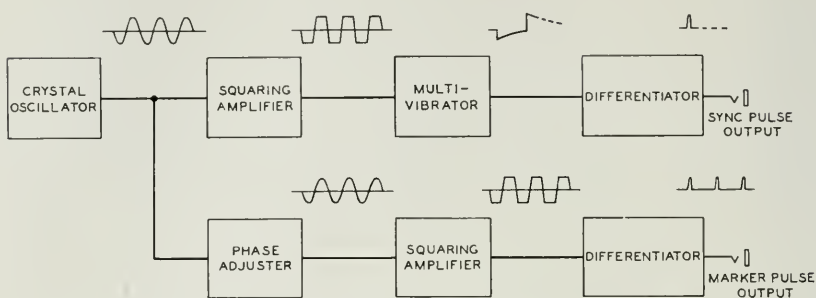 CRYSTAL
OSCILLATOR
SQUARING
AMPLIFIER
MULTI-
VIBRATOR
DIFFERENTIATOR
SYNC PULSE
OUTPUT
PHASE
ADJUSTER
SQUARING
AMPLIFIER
DIFFERENTIATOR
MARKER PULSE
OUTPUT